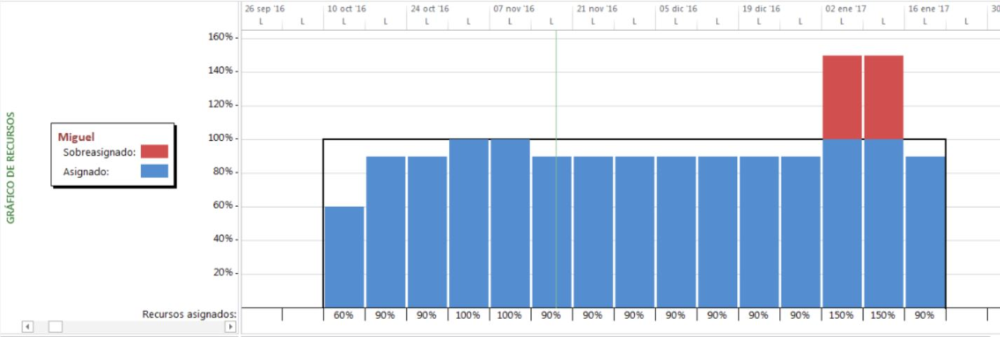 26 sep '16 10 oct '16 24 oct '16 07 nov '16 21 nov '16 05 dic '16 19 dic '16 02 ene '17 16 ene '17 30
L L L L L L L L L L L L L L L L L L
160%
140%
120%
100%
80%
60%
40%
20%
GRÁFICO DE RECURSOS
Miguel
Sobreasignado:
Asignado:
Recursos asignados: 60% 90% 90% 100% 100% 90% 90% 90% 90% 90% 90% 90% 150% 150% 90%